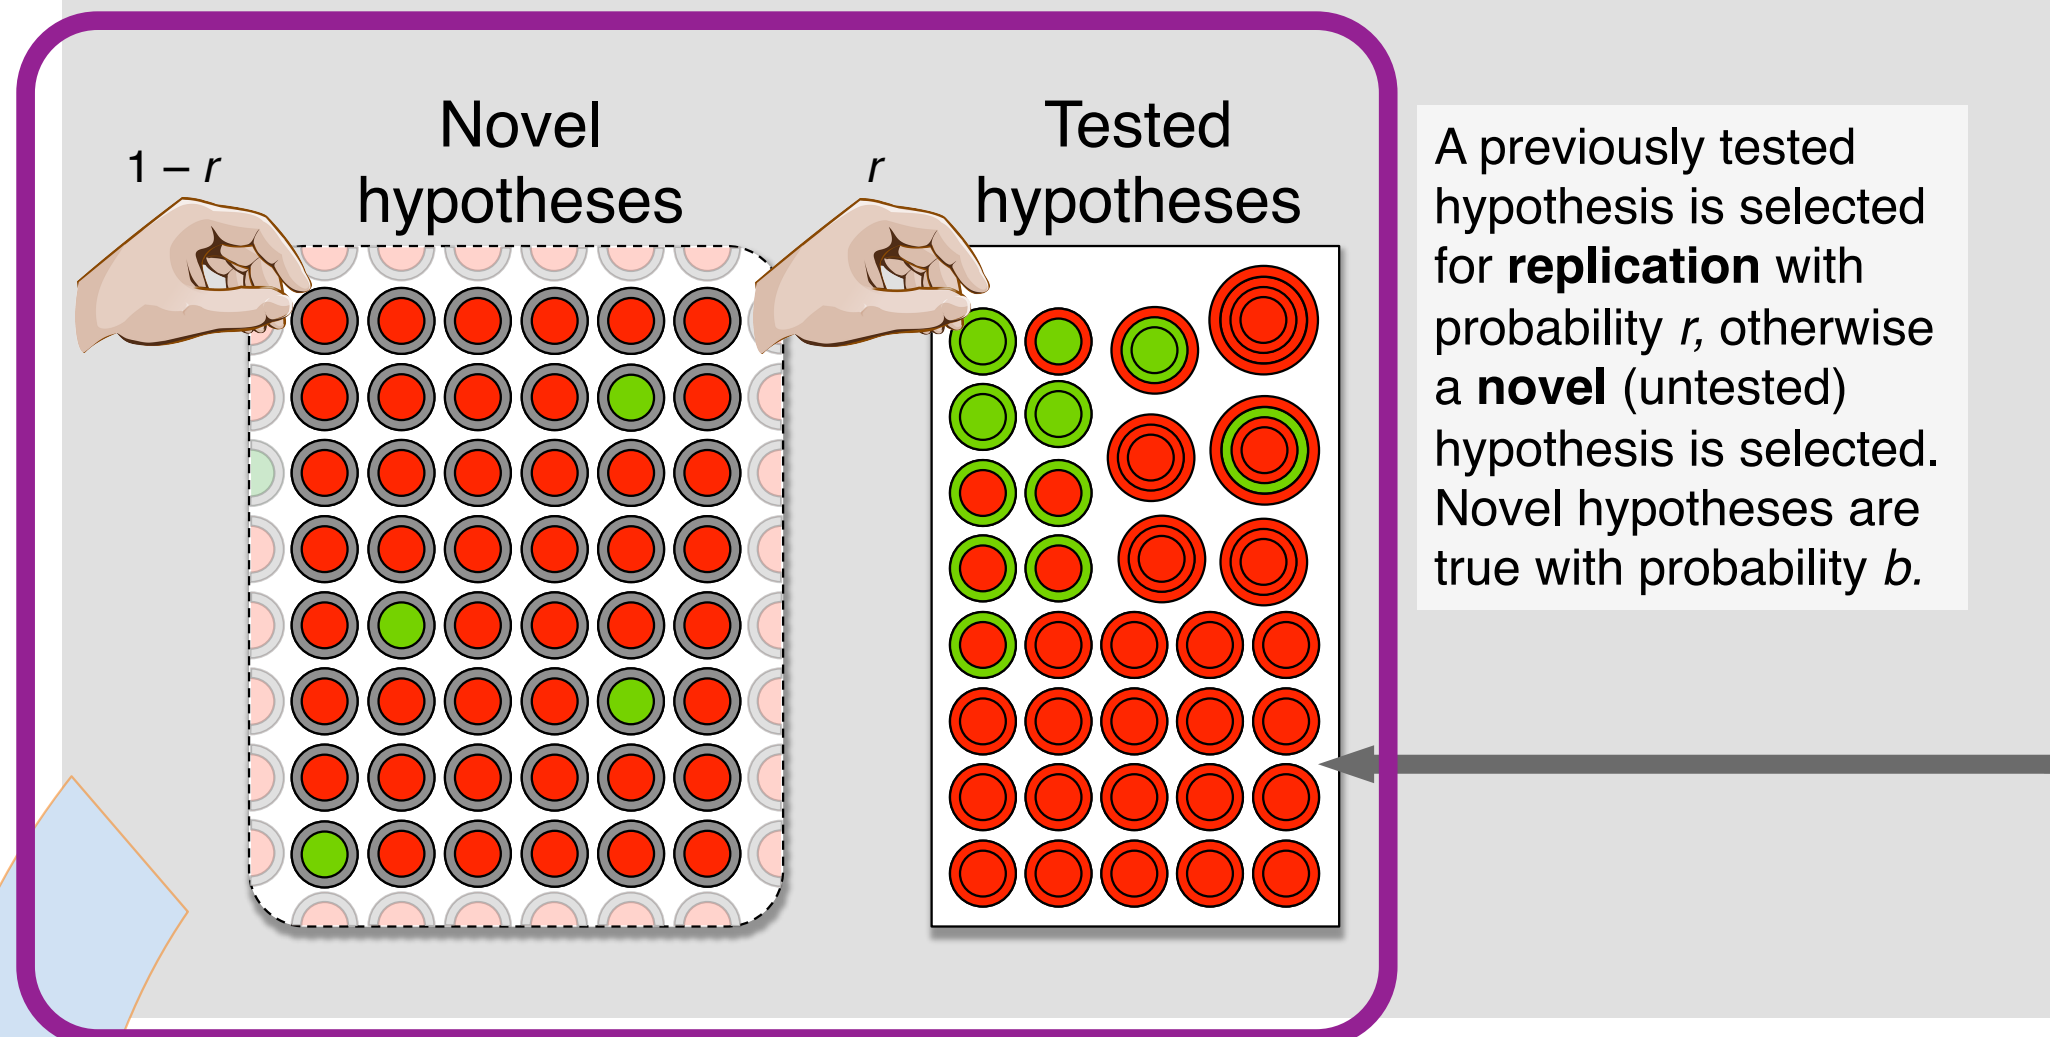 Novel
hypotheses
1 – r
Tested
hypotheses
r
A previously tested
hypothesis is selected
for replication with
probability r, otherwise
a novel (untested)
hypothesis is selected.
Novel hypotheses are
true with probability b.